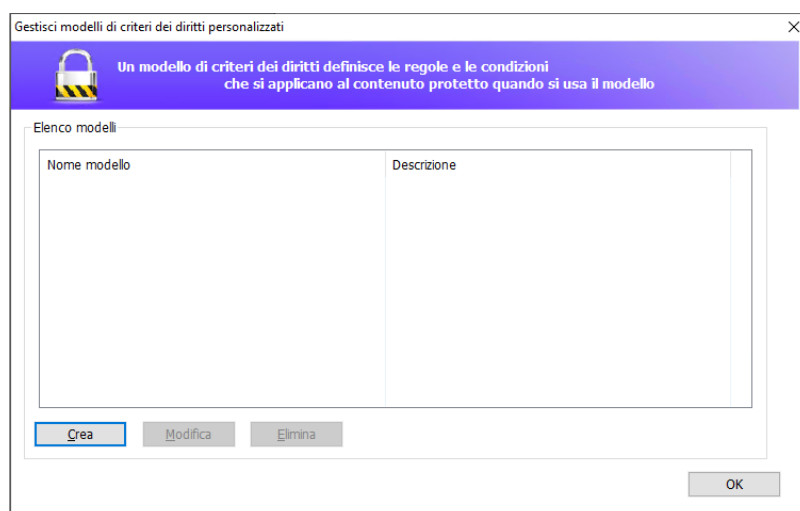 Gestisci modelli di criteri dei diritti personalizzati
Un modello di criteri dei diritti definisce le regole e le condizioni
che si applicano al contenuto protetto quando si usa il modello
Elenco modelli
Nome modello Descrizione
Crea Modifica Elimina
OK